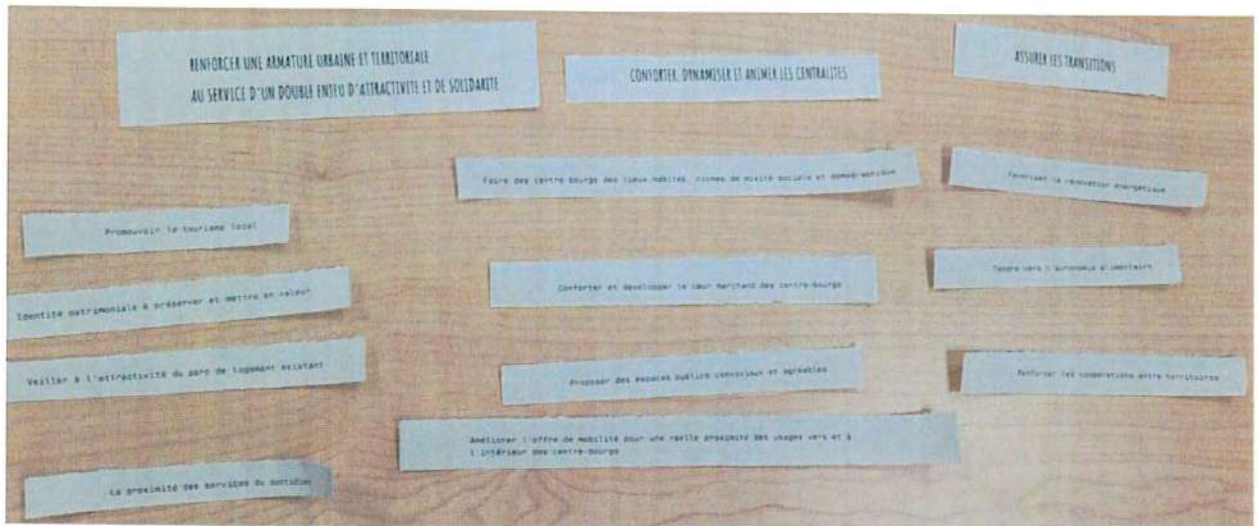 RENFORCER UNE ARMATURE URBAINE ET TERRITORIALE
AU SERVICE D'UN DOUBLE ENJEU D'ATTRACTIVITE ET DE SOLIDARITE
Promouvoir le tourisme local
Identité patrimoniale à préserver et mettre en valeur
Veiller à l'attractivité du parc de logement existant
La proximité des services du quotidien
CONFORTER, DYNAMISER ET ANIMER LES CENTRALITES
Faire des centre-bourgs des lieux habités, riches de mixité sociale et démographique
Conforter et développer le cœur marchand des centre-bourgs
Proposer des espaces publics conviviaux et agréables
Améliorer l'offre de mobilité pour une réelle proximité des usages vers et à
l'intérieur des centre-bourgs
ASSURER LES TRANSITIONS
Favoriser la rénovation énergétique
Tendre vers l'autonomie alimentaire
Renforcer les coopérations entre territoires